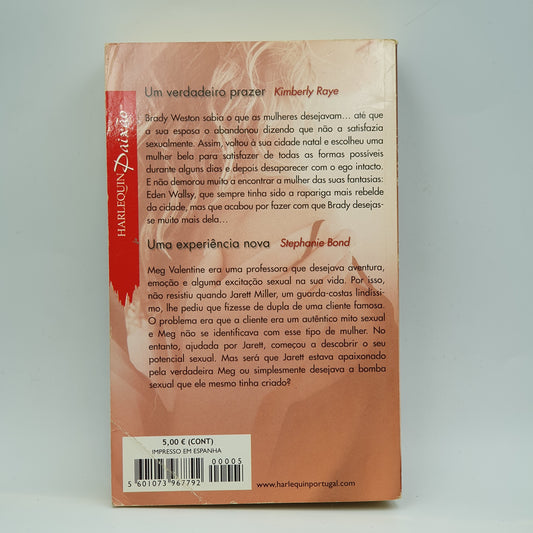 HARLEQUIN Paixão
Um verdadeiro prazer Kimberly Raye
Brady Weston sabia o que as mulheres desejavam... até que
a sua esposa o abandonou dizendo que não a satisfazia
sexualmente. Assim, voltou à sua cidade natal e escolheu uma
mulher belo para satisfazer de todas as formas possíveis
durante alguns dias e depois desaparecer com o ego intacto.
E não demorou muito a encontrar a mulher das suas fantasias:
Eden Wallsy, que sempre tinha sido a rapariga mais rebelde
da cidade, mas que acabou por fazer com que Brady desejas-
se muito mais dela...
Uma experiência nova Stephanie Bond
Meg Valentine era uma professora que desejava aventura,
emoção e alguma excitação sexual na sua vida. Por isso,
não resistiu quando Jarett Miller, um guarda-costas lindíssi-
mo, lhe pediu que fizesse de dupla de uma cliente famosa.
O problema era que a cliente era um autêntico mito sexual
e Meg não se identificava com esse tipo de mulher. No
entanto, ajudada por Jarett, começou a descobrir o seu
potencial sexual. Mas será que Jarett estava apaixonado
pela verdadeira Meg ou simplesmente desejava a bomba
sexual que ele mesmo tinha criado?
5,00 € (CONT)
IMPRESSO EM ESPANHA
00005
5 601073 967792
www.harlequinportugal.com